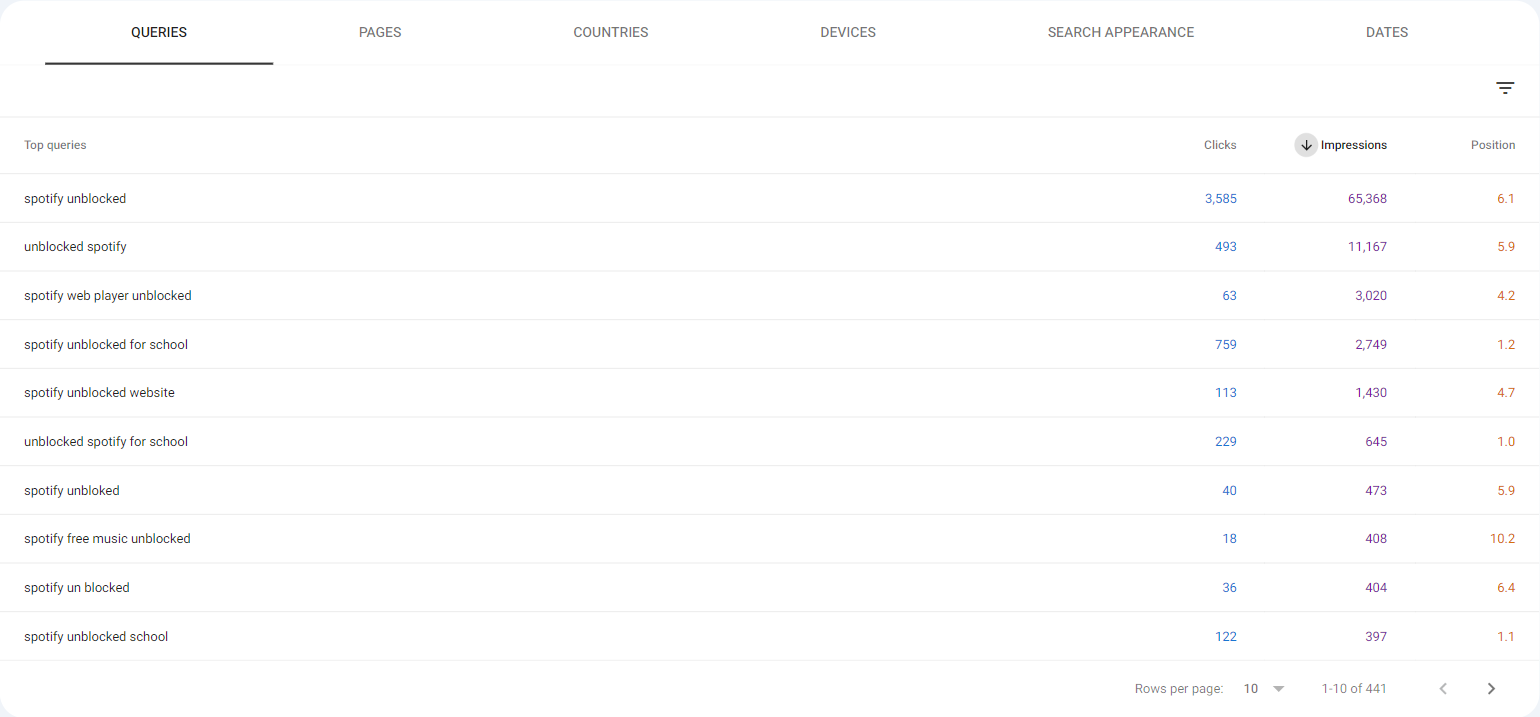 QUERIES PAGES COUNTRIES DEVICES SEARCH APPEARANCE DATES
Top queries Clicks Impressions Position
spotify unblocked 3,585 65,368 6.1
unblocked spotify 493 11,167 5.9
spotify web player unblocked 63 3,020 4.2
spotify unblocked for school 759 2,749 1.2
spotify unblocked website 113 1,430 4.7
unblocked spotify for school 229 645 1.0
spotify unbloked 40 473 5.9
spotify free music unblocked 18 408 10.2
spotify un blocked 36 404 6.4
spotify unblocked school 122 397 1.1
Rows per page: 10 1-10 of 441